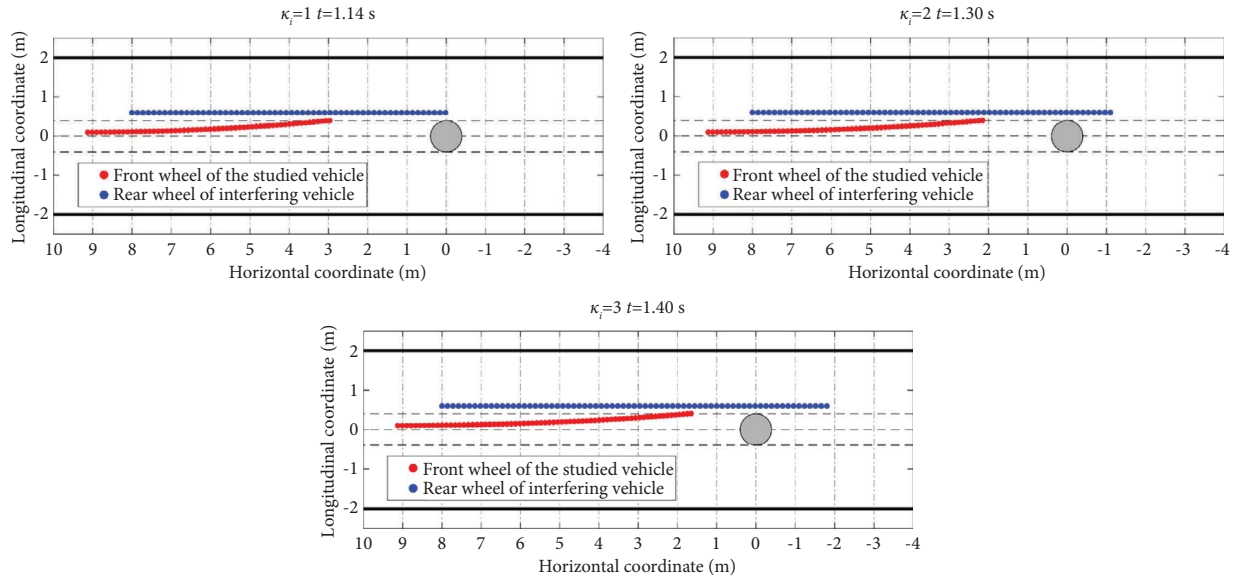 κi=1 t=1.14 s
Longitudinal coordinate (m)
2
1
0
-1
-2
10 9 8 7 6 5 4 3 2 1 0 -1 -2 -3 -4
Horizontal coordinate (m)
Front wheel of the studied vehicle
Rear wheel of interfering vehicle
κi=2 t=1.30 s
Longitudinal coordinate (m)
2
1
0
-1
-2
10 9 8 7 6 5 4 3 2 1 0 -1 -2 -3 -4
Horizontal coordinate (m)
Front wheel of the studied vehicle
Rear wheel of interfering vehicle
κi=3 t=1.40 s
Longitudinal coordinate (m)
2
1
0
-1
-2
10 9 8 7 6 5 4 3 2 1 0 -1 -2 -3 -4
Horizontal coordinate (m)
Front wheel of the studied vehicle
Rear wheel of interfering vehicle